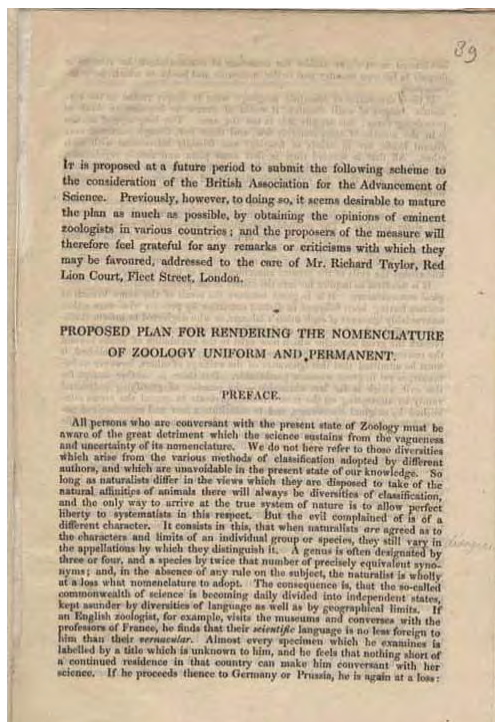 39
IT is proposed at a future period to submit the following scheme to
the consideration of the British Association for the Advancement of
Science. Previously, however, to doing so, it seems desirable to mature
the plan as much as possible, by obtaining the opinions of eminent
zoologists in various countries; and the proposers of the measure will
therefore feel grateful for any remarks or criticisms with which they
may be favoured, addressed to the care of Mr. Richard Taylor, Red
Lion Court, Fleet Street, London.
PROPOSED PLAN FOR RENDERING THE NOMENCLATURE
OF ZOOLOGY UNIFORM AND PERMANENT.
PREFACE.
All persons who are conversant with the present state of Zoology must be
aware of the great detriment which the science sustains from the vagueness
and uncertainty of its nomenclature. We do not here refer to those diversities
which arise from the various methods of classification adopted by different
authors, and which are unavoidable in the present state of our knowledge. So
long as naturalists differ in the views which they are disposed to take of the
natural affinities of animals there will always be diversities of classification,
and the only way to arrive at the true system of nature is to allow perfect
liberty to systematists in this respect. But the evil complained of is of a
different character. It consists in this, that when naturalists are agreed as to
the characters and limits of an individual group or species, they still vary in
the appellations by which they distinguish it. A genus is often designated by
three or four, and a species by twice that number of precisely equivalent syno-
nyms; and, in the absence of any rule on the subject, the naturalist is wholly
at a loss what nomenclature to adopt. The consequence is, that the so-called
commonwealth of science is becoming daily divided into independent states,
kept asunder by diversities of language as well as by geographical limits. If
an English zoologist, for example, visits the museums and converses with the
professors of France, he finds that their scientific language is no less foreign to
him than their vernacular. Almost every specimen which he examines is
labelled by a title which is unknown to him, and he feels that nothing short of
a continued residence in that country can make him conversant with her
science. If he proceeds thence to Germany or Prussia, he is again at a loss: